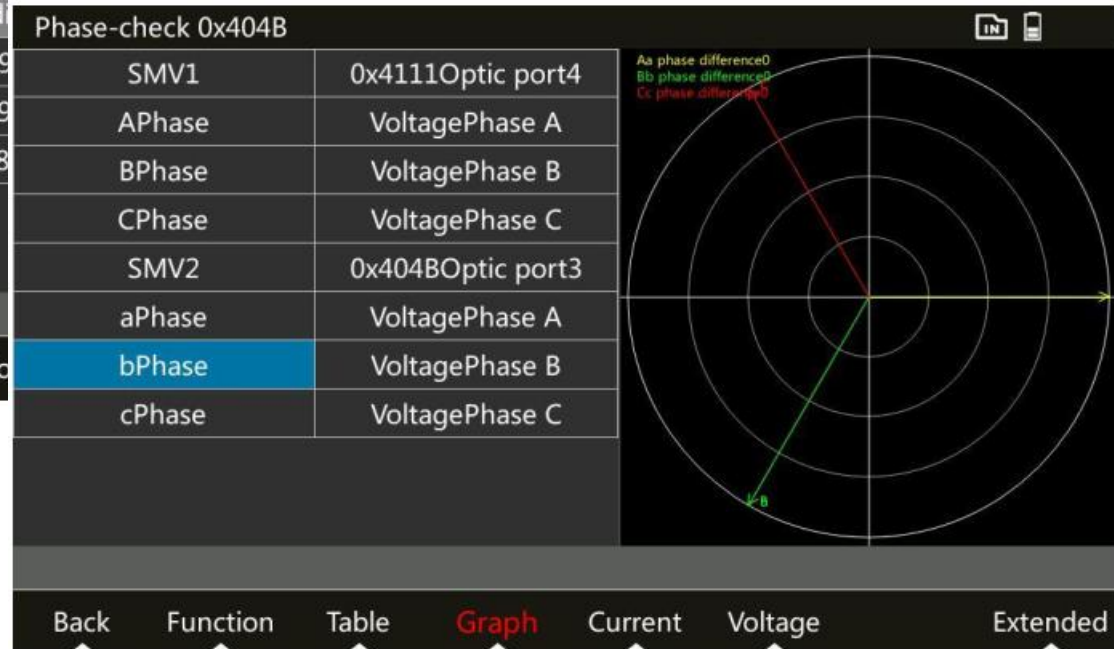 Phase-check 0x404B
IN
SMV1 0x4111Optic port4
APhase VoltagePhase A
BPhase VoltagePhase B
CPhase VoltagePhase C
SMV2 0x404BOptic port3
aPhase VoltagePhase A
bPhase VoltagePhase B
cPhase VoltagePhase C
Aa phase difference0
Bb phase difference0
Cc phase difference0
B
Back Function Table Graph Current Voltage Extended